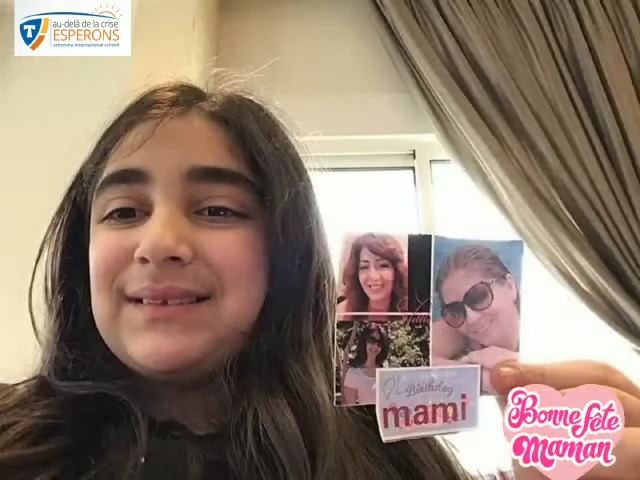 au-delà de la crise
ESPERONS
antonine international school
Birthday
mami
Bonne fête
Maman